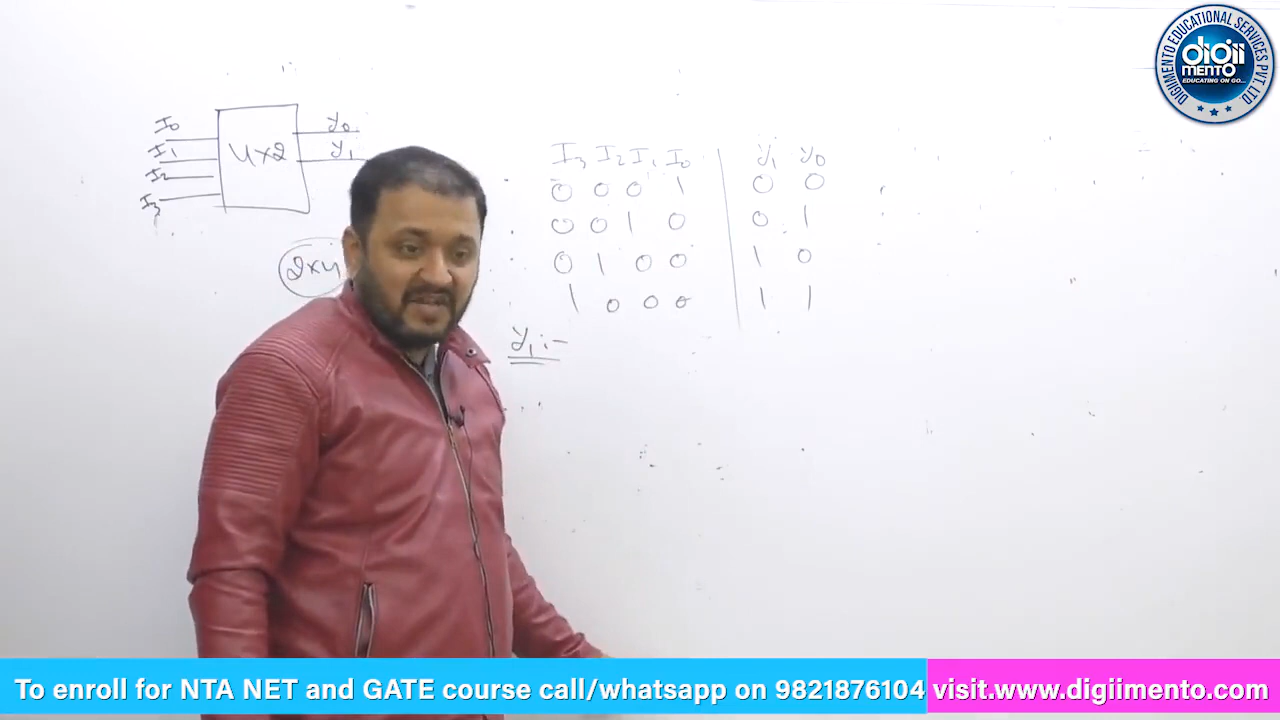 DIGIIMENTO EDUCATIONAL SERVICES PVT. LTD
digii
MENTO
EDUCATING ON GO...
I0
I1
I2
I3
4x2
y0
y1
2x4
I3 I2 I1 I0 y1 y0
0 0 0 1 0 0
0 0 1 0 0 1
0 1 0 0 1 0
1 0 0 0 1 1
y1 :-
To enroll for NTA NET and GATE course call/whatsapp on 9821876104 visit.www.digiimento.com